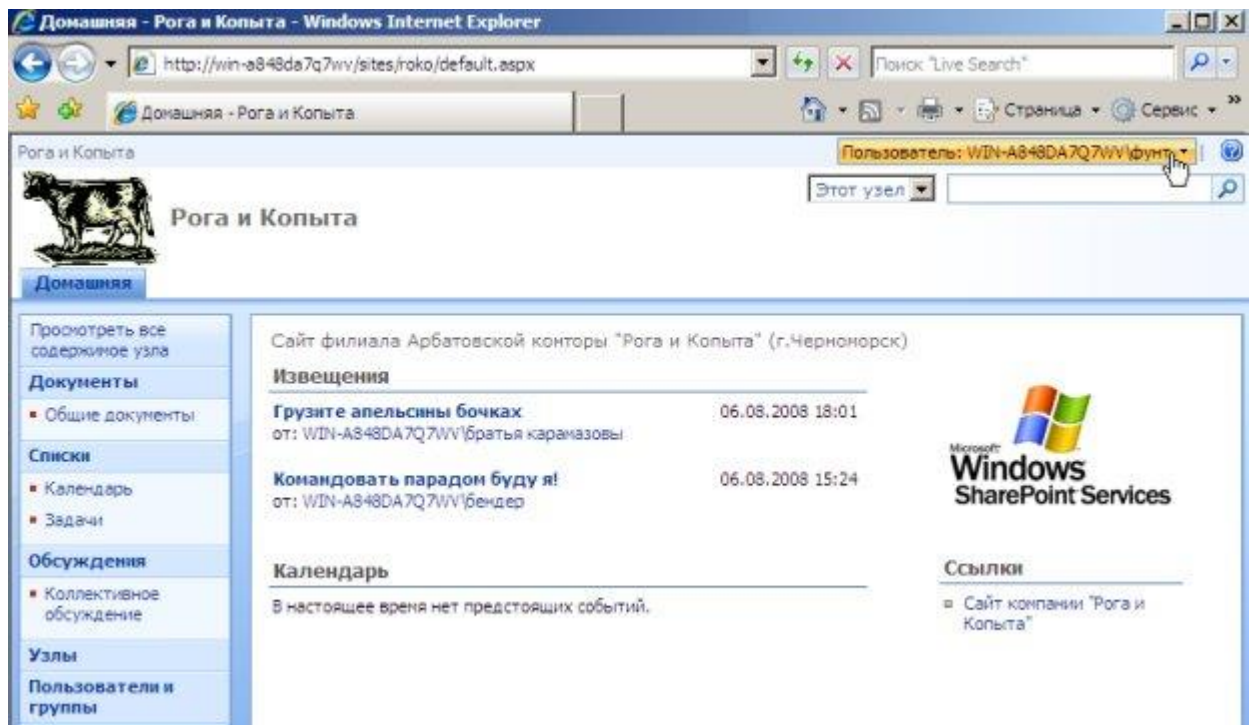 Домашняя - Рога и Копыта - Windows Internet Explorer
http://win-a848da7q7wv/sites/roko/default.aspx
Поиск "Live Search"
Домашняя - Рога и Копыта
Страница
Сервис
Рога и Копыта
Пользователь: WIN-A848DA7Q7WV\фунт
Этот узел
Рога и Копыта
Домашняя
Просмотреть все
содержимое узла
Документы
Общие документы
Списки
Календарь
Задачи
Обсуждения
Коллективное
обсуждение
Узлы
Пользователи и
группы
Сайт филиала Арбатовской конторы "Рога и Копыта" (г.Черноморск)
Извещения
Грузите апельсины бочках 06.08.2008 18:01
от: WIN-A848DA7Q7WV\братья карамазовы
Командовать парадом буду я! 06.08.2008 15:24
от: WIN-A848DA7Q7WV\бендер
Календарь
В настоящее время нет предстоящих событий.
Microsoft
Windows
SharePoint Services
Ссылки
Сайт компании "Рога и
Копыта"